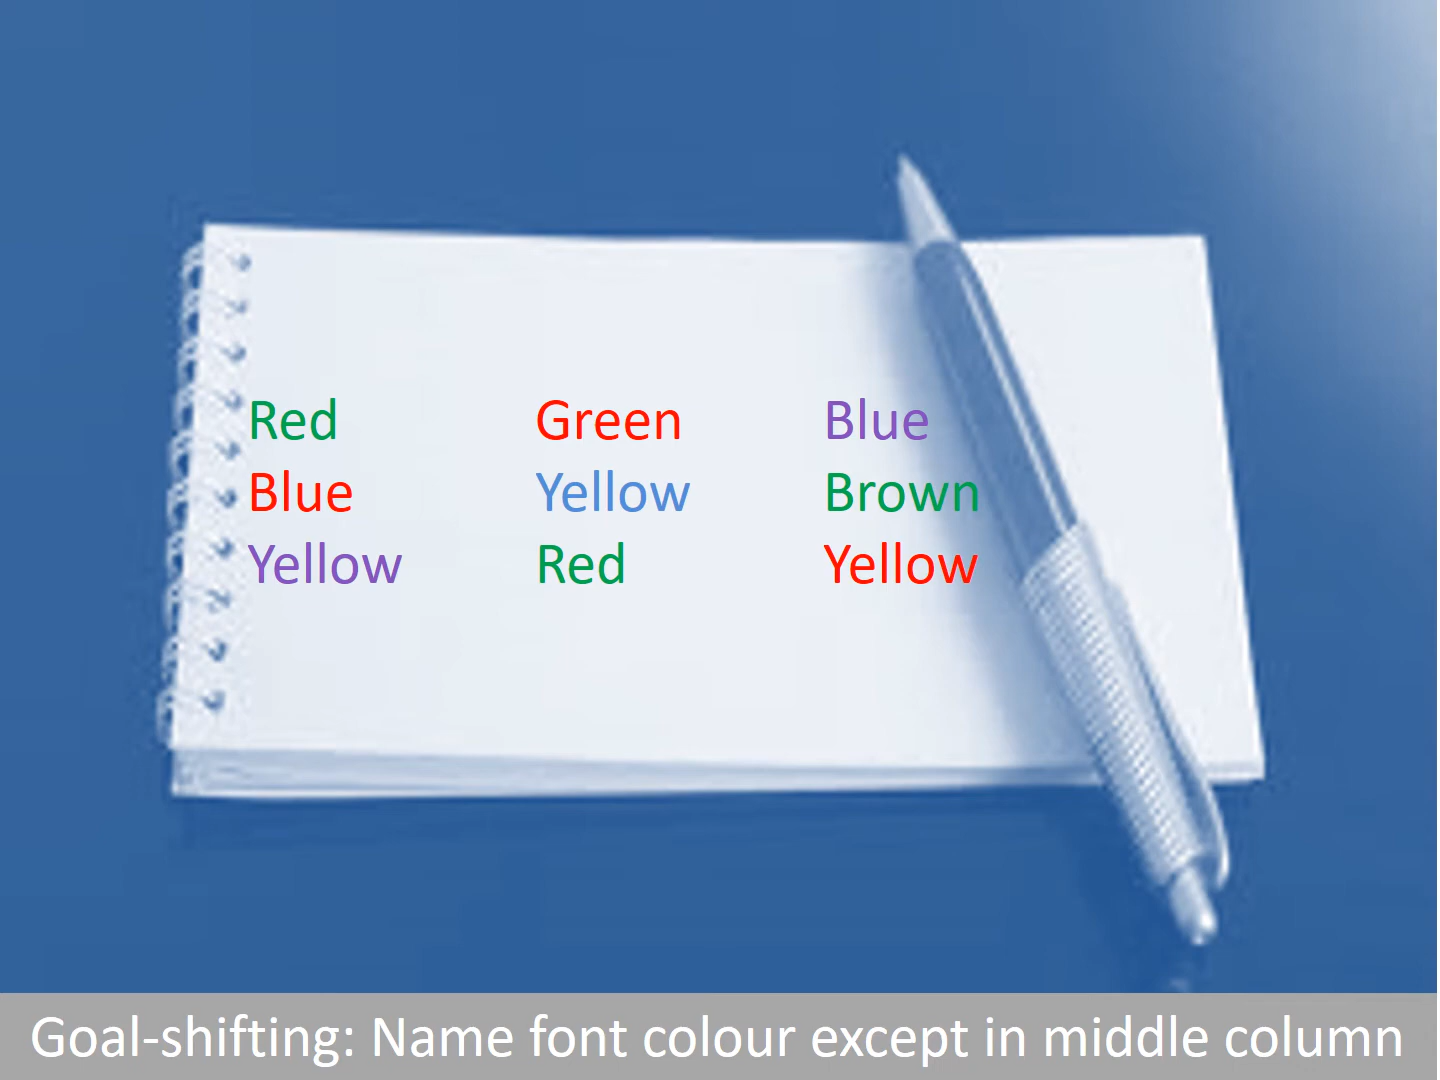 Red Green Blue
Blue Yellow Brown
Yellow Red Yellow
Goal-shifting: Name font colour except in middle column